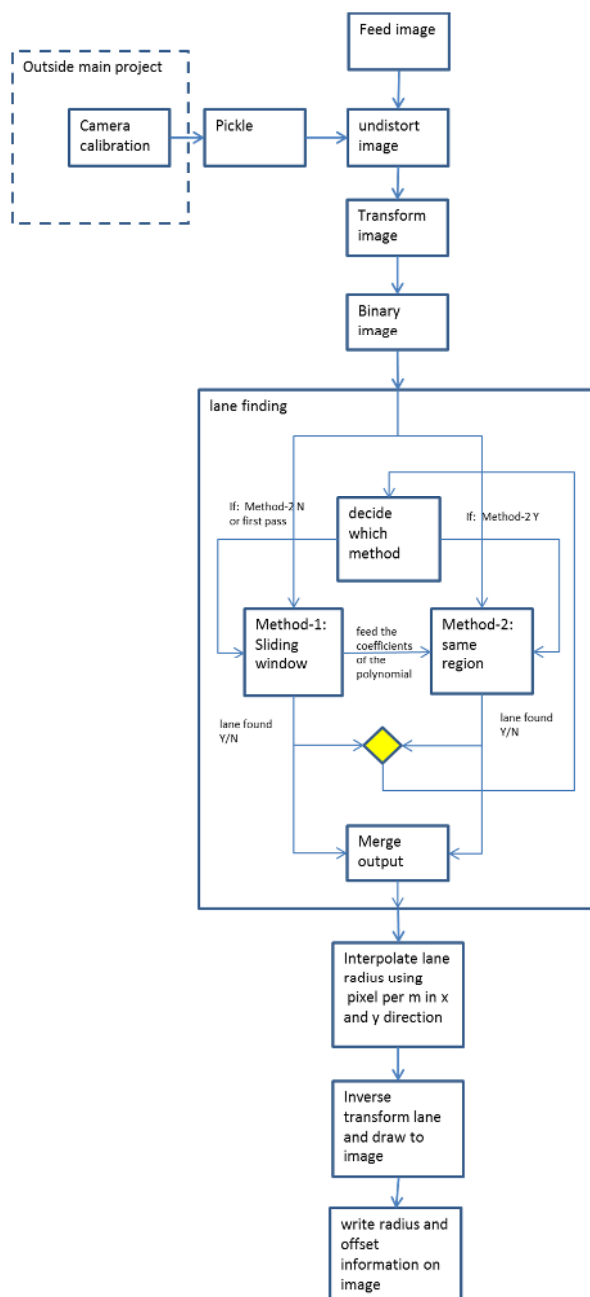 Feed image
Outside main project
Camera
calibration
Pickle
undistort
image
Transform
image
Binary
image
lane finding
If: Method-2 N
or first pass
decide
which
method
If: Method-2 Y
Method-1:
Sliding
window
feed the
coefficients
of the
polynomial
Method-2:
same
region
lane found
Y/N
lane found
Y/N
Merge
output
Interpolate lane
radius using
pixel per m in x
and y direction
Inverse
transform lane
and draw to
image
write radius and
offset
information on
image